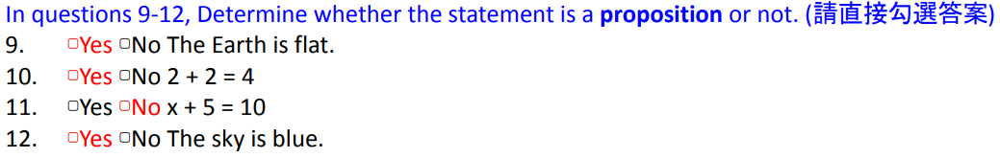 In questions 9-12, Determine whether the statement is a proposition or not. (請直接勾選答案)
9. ▢Yes ▢No The Earth is flat.
10. ▢Yes ▢No 2 + 2 = 4
11. ▢Yes ▢No x + 5 = 10
12. ▢Yes ▢No The sky is blue.